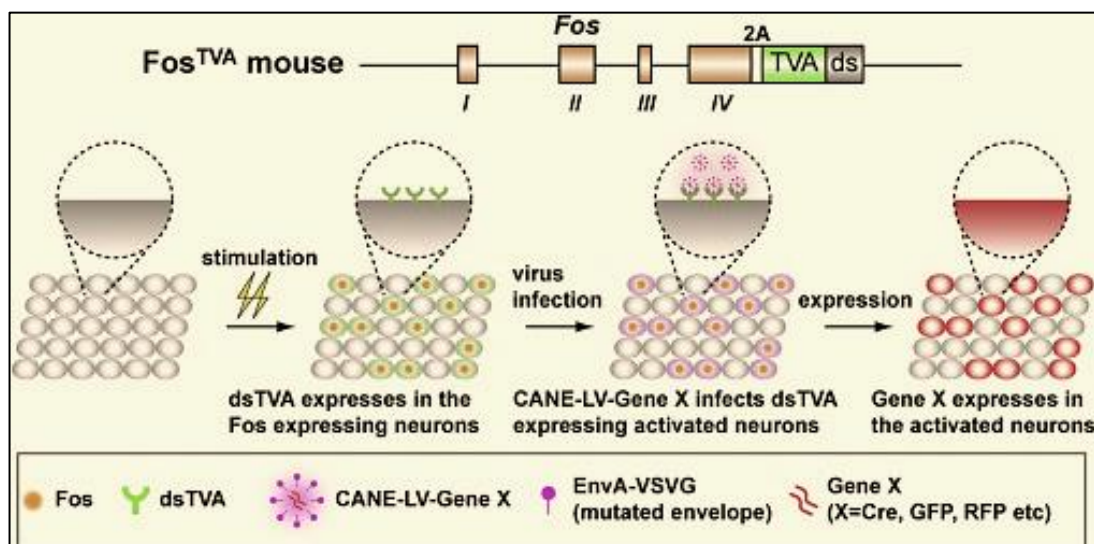 Fos
2A
Fos^TVA mouse
TVA
ds
I
II
III
IV
stimulation
virus
infection
expression
dsTVA expresses in the
Fos expressing neurons
CANE-LV-Gene X infects dsTVA
expressing activated neurons
Gene X expresses in
the activated neurons
Fos
dsTVA
CANE-LV-Gene X
EnvA-VSVG
(mutated envelope)
Gene X
(X=Cre, GFP, RFP etc)